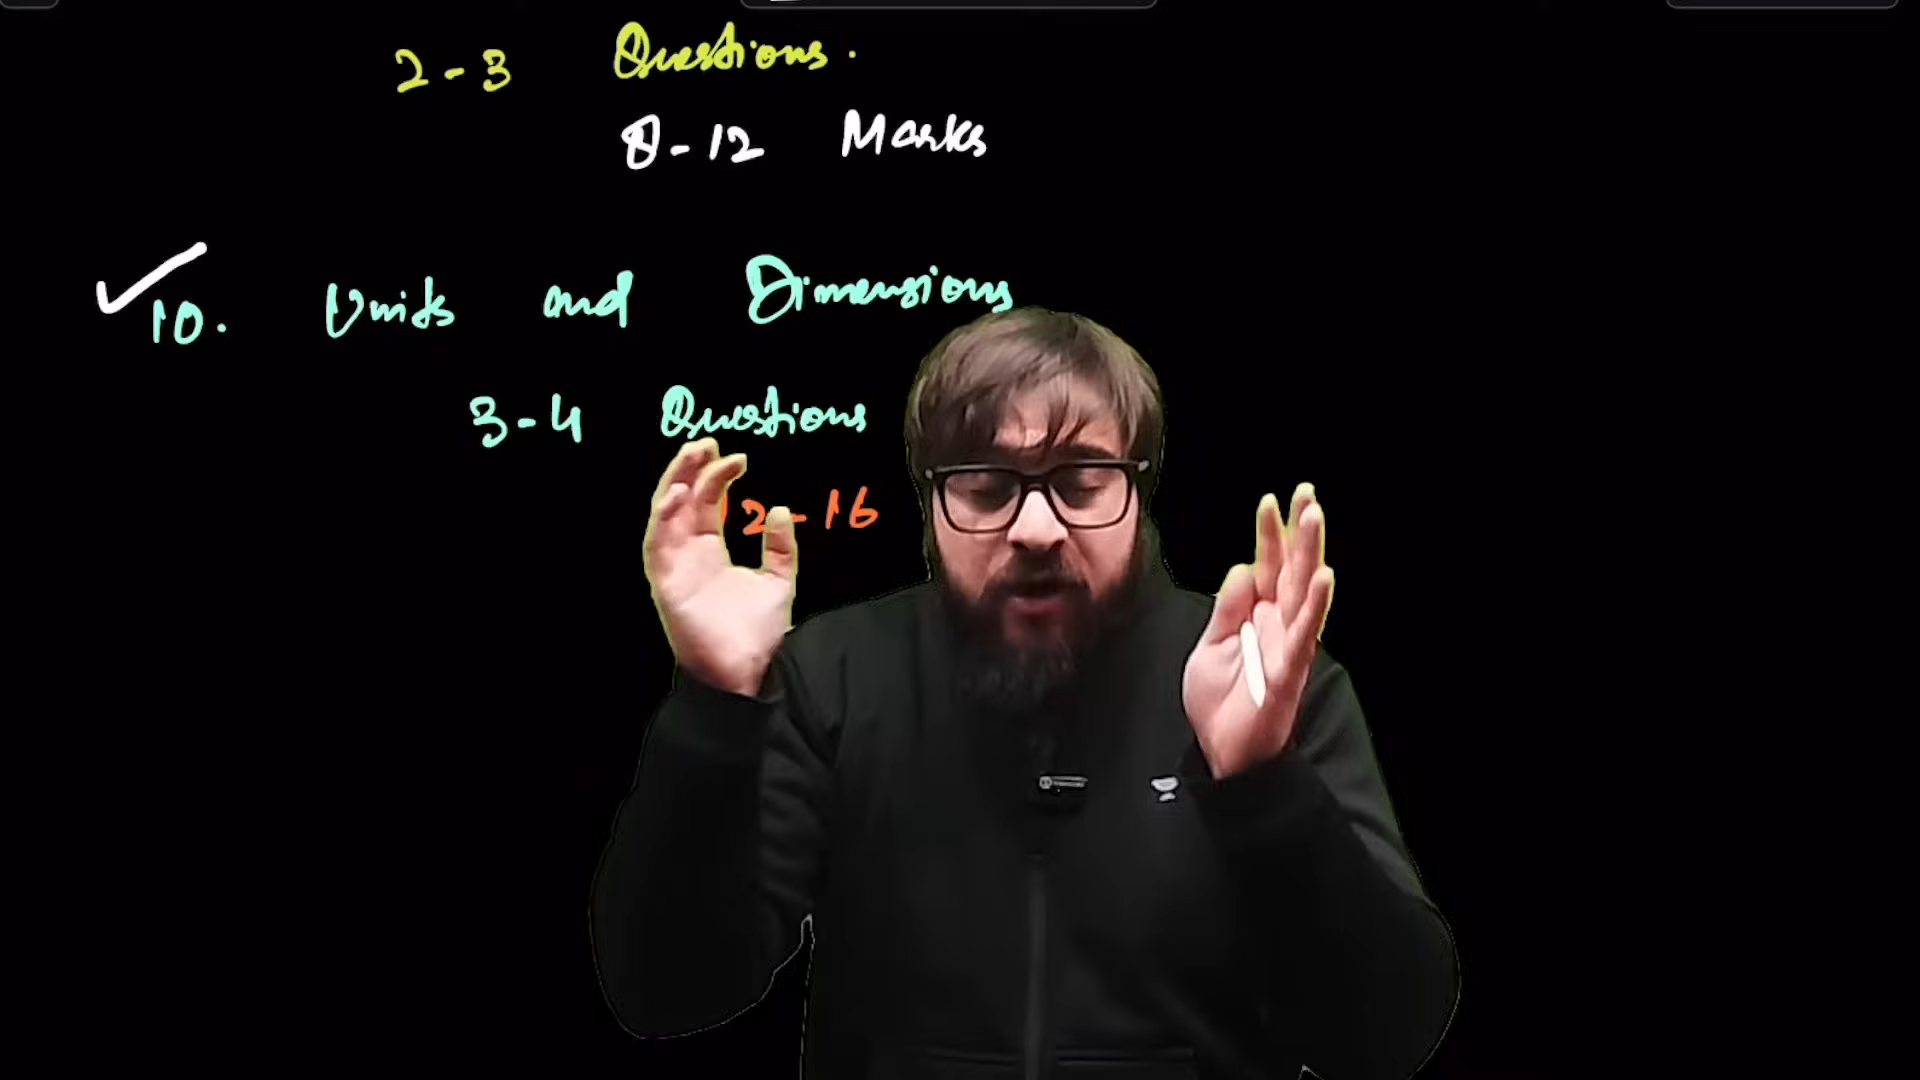 2-3 Questions.
8-12 Marks
10. Units and Dimensions
3-4 Questions
12-16